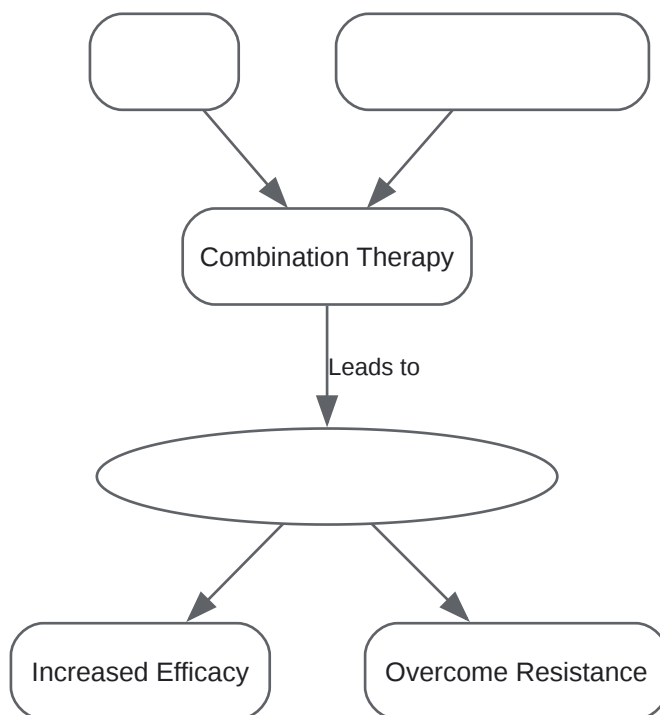 Combination Therapy
Leads to
Increased Efficacy
Overcome Resistance